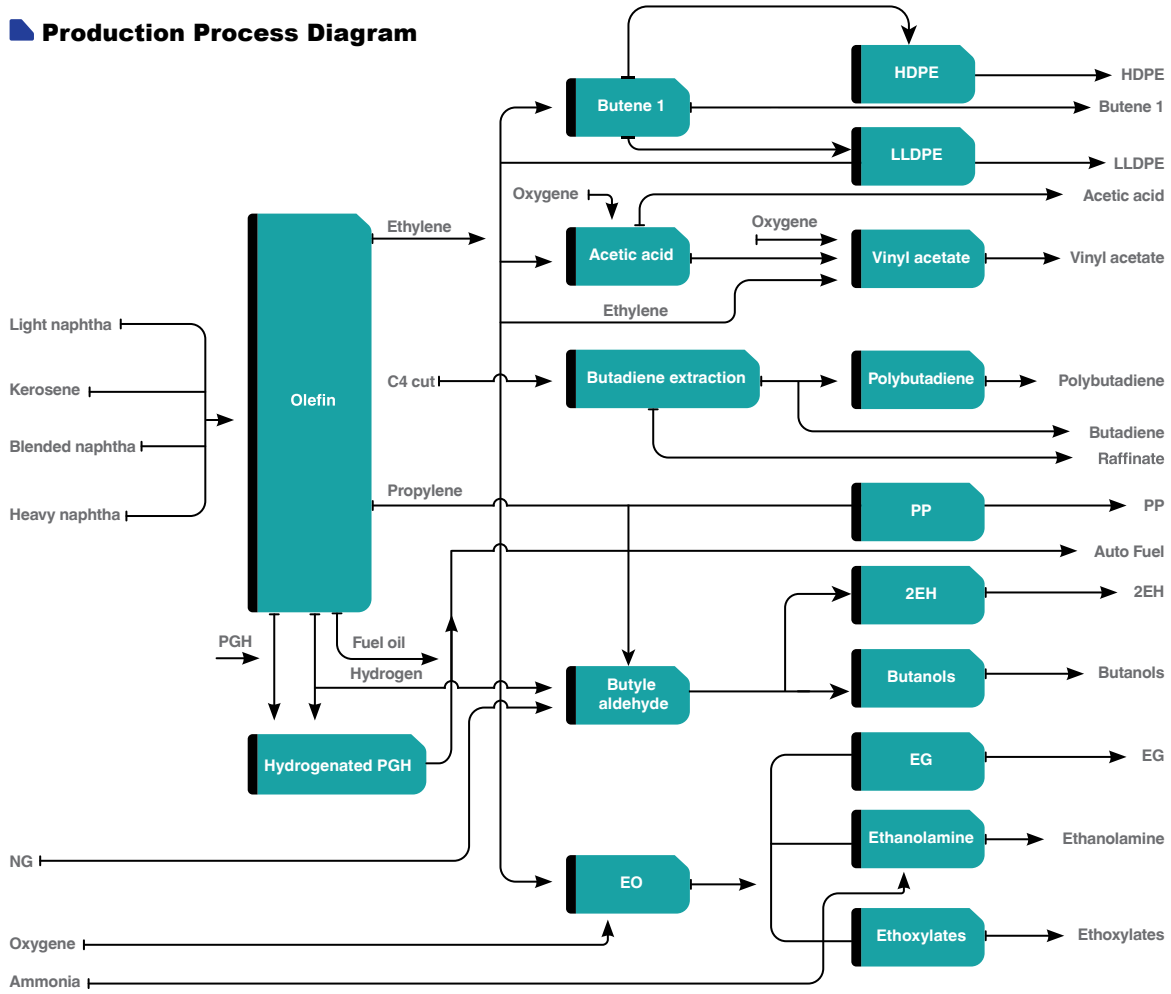 Production Process Diagram
HDPE
HDPE
Butene 1
Butene 1
LLDPE
LLDPE
Oxygene
Acetic acid
Oxygene
Ethylene
Acetic acid
Vinyl acetate
Vinyl acetate
Ethylene
Light naphtha
Kerosene
C4 cut
Butadiene extraction
Polybutadiene
Polybutadiene
Olefin
Butadiene
Blended naphtha
Raffinate
Propylene
Heavy naphtha
PP
PP
Auto Fuel
2EH
2EH
PGH
Fuel oil
Hydrogen
Butyle
aldehyde
Butanols
Butanols
Hydrogenated PGH
EG
EG
Ethanolamine
Ethanolamine
NG
EO
Oxygene
Ethoxylates
Ethoxylates
Ammonia